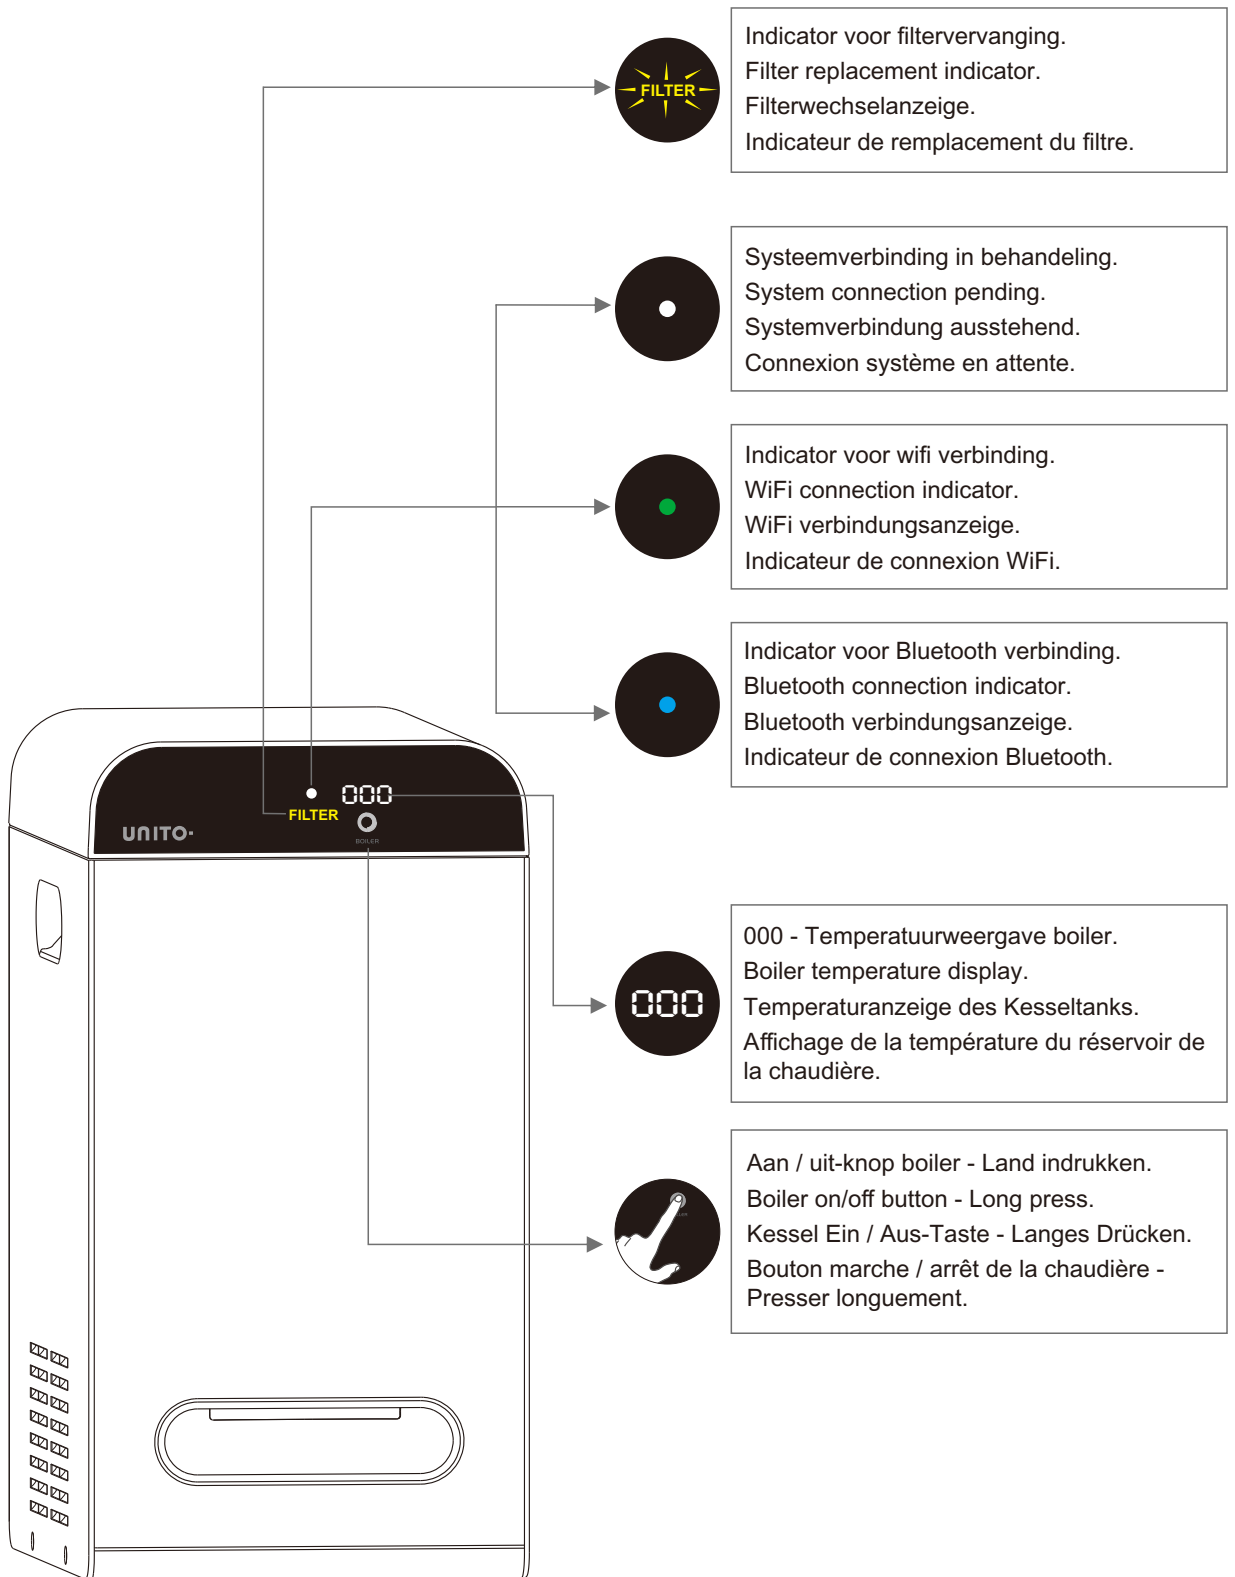 FILTER
Indicator voor filtervervanging.
Filter replacement indicator.
Filterwechselanzeige.
Indicateur de remplacement du filtre.
Systeemverbinding in behandeling.
System connection pending.
Systemverbindung ausstehend.
Connexion système en attente.
Indicator voor wifi verbinding.
WiFi connection indicator.
WiFi verbindungsanzeige.
Indicateur de connexion WiFi.
Indicator voor Bluetooth verbinding.
Bluetooth connection indicator.
Bluetooth verbindungsanzeige.
Indicateur de connexion Bluetooth.
000
FILTER
UNITO
BOILER
000
000 - Temperatuurweergave boiler.
Boiler temperature display.
Temperaturanzeige des Kesseltanks.
Affichage de la température du réservoir de
la chaudière.
Aan / uit-knop boiler - Land indrukken.
Boiler on/off button - Long press.
Kessel Ein / Aus-Taste - Langes Drücken.
Bouton marche / arrêt de la chaudière -
Presser longuement.